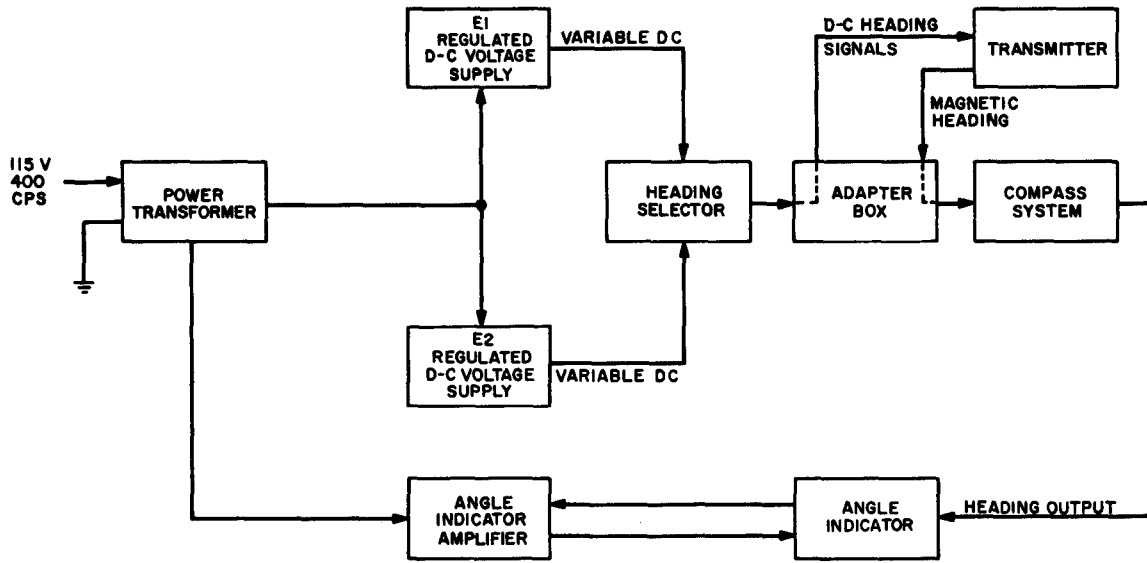 E1
REGULATED
D-C VOLTAGE
SUPPLY
VARIABLE DC
D-C HEADING
SIGNALS
TRANSMITTER
MAGNETIC
HEADING
115 V
400
CPS
POWER
TRANSFORMER
HEADING
SELECTOR
ADAPTER
BOX
COMPASS
SYSTEM
E2
REGULATED
D-C VOLTAGE
SUPPLY
VARIABLE DC
ANGLE
INDICATOR
AMPLIFIER
ANGLE
INDICATOR
HEADING OUTPUT